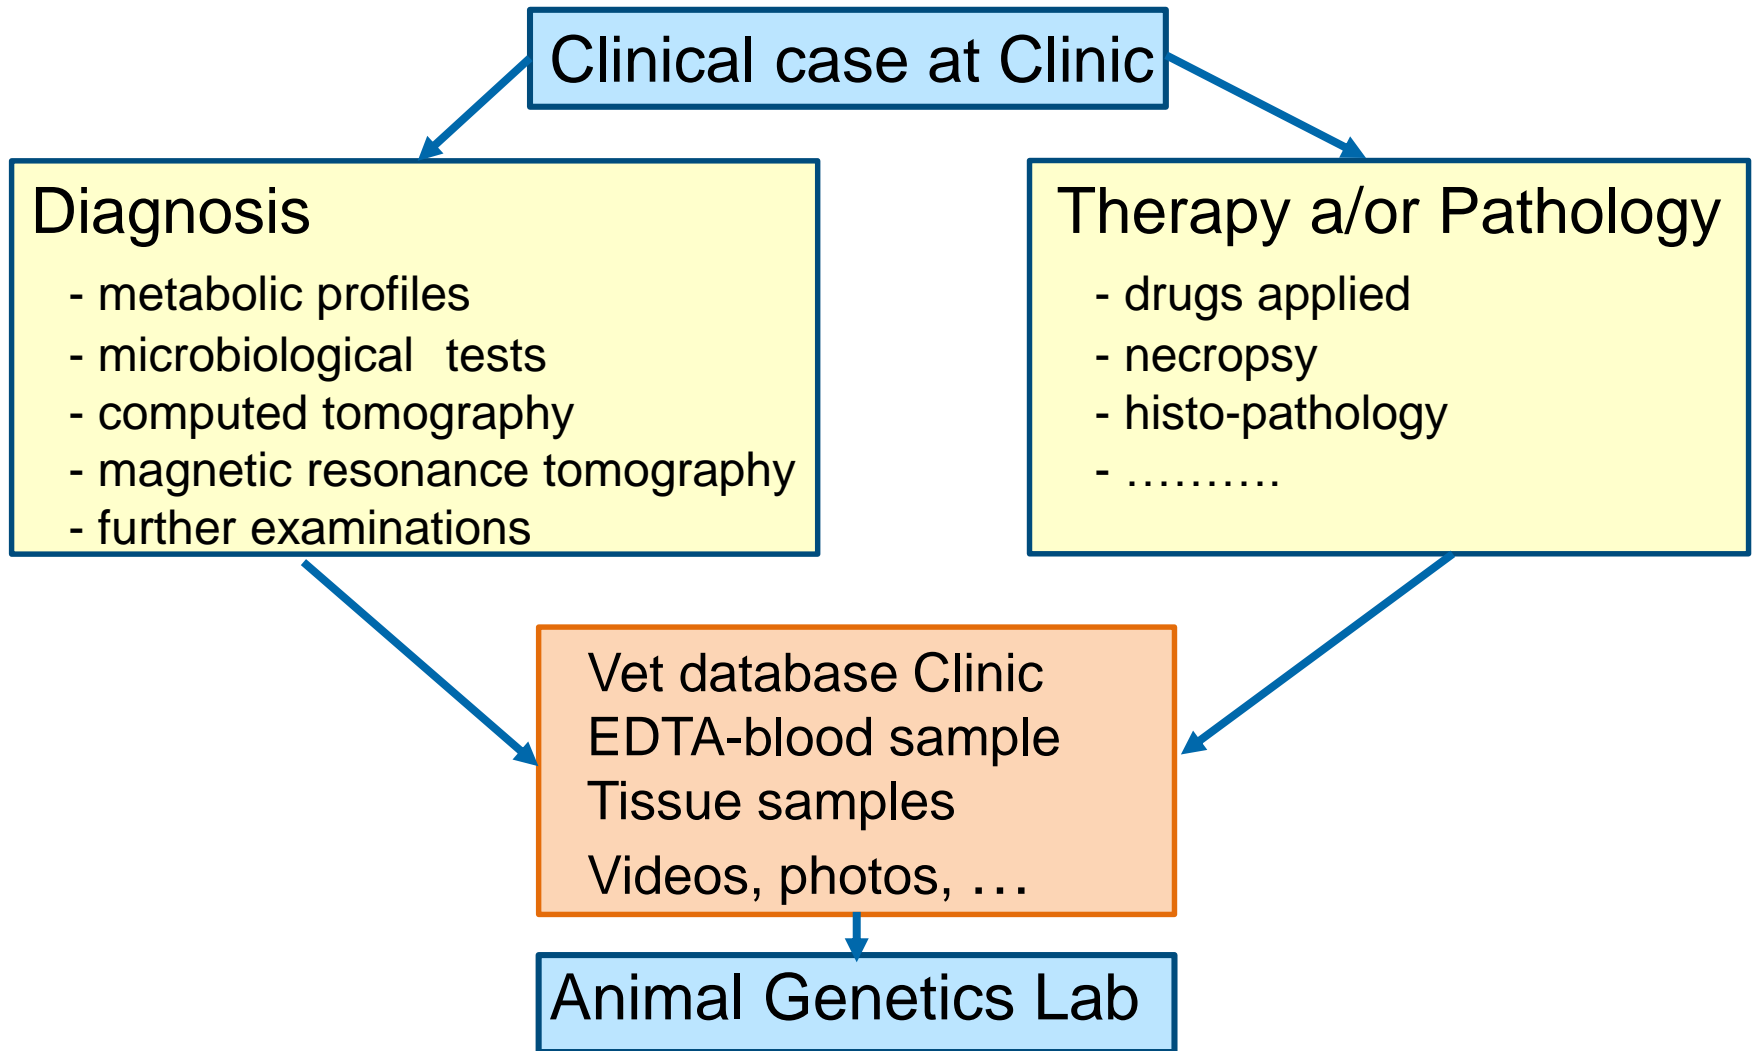 Clinical case at Clinic
Diagnosis
- metabolic profiles
- microbiological tests
- computed tomography
- magnetic resonance tomography
- further examinations
Therapy a/or Pathology
- drugs applied
- necropsy
- histo-pathology
- ……….
Vet database Clinic
EDTA-blood sample
Tissue samples
Videos, photos, …
Animal Genetics Lab